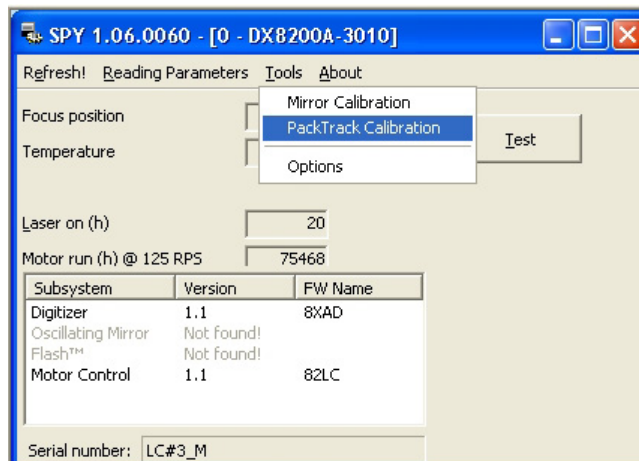 SPY 1.06.0060 - [0 - DX8200A-3010]
Refresh! Reading Parameters Tools About
Mirror Calibration
PackTrack Calibration
Options
Focus position
Temperature
Test
Laser on (h) 20
Motor run (h) @ 125 RPS 75468
Subsystem Version FW Name
Digitizer 1.1 8XAD
Oscillating Mirror Not found!
Flash™ Not found!
Motor Control 1.1 82LC
Serial number: LC#3_M